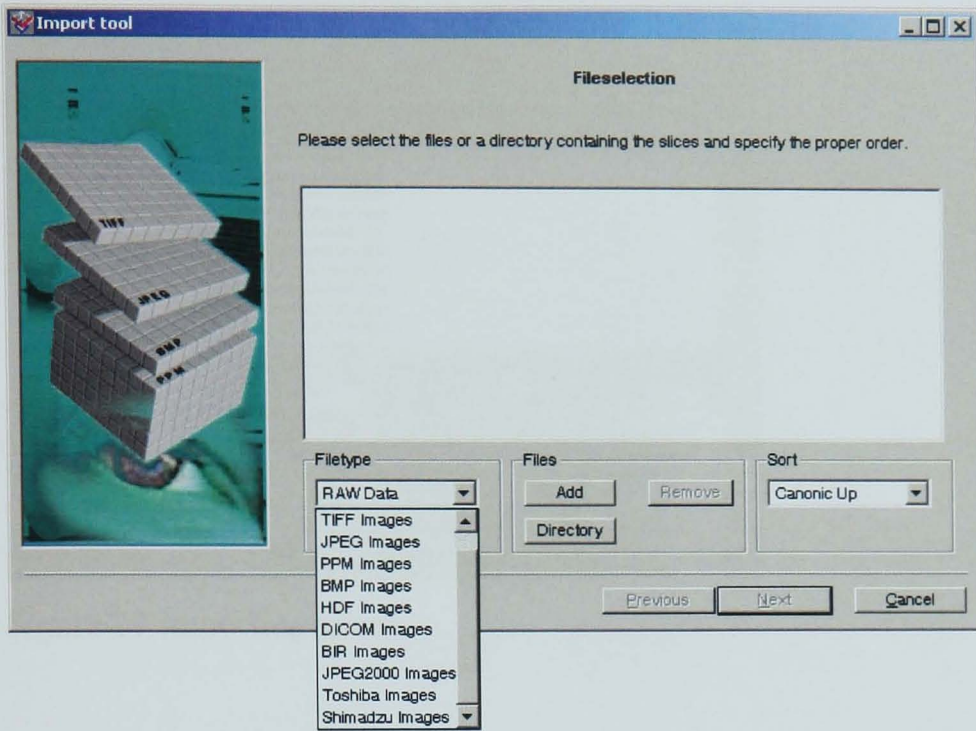 Import tool
Fileselection
Please select the files or a directory containing the slices and specify the proper order.
TIFF
JPEG
BMP
PPM
Filetype
RAW Data
TIFF Images
JPEG Images
PPM Images
BMP Images
HDF Images
DICOM Images
BIR Images
JPEG2000 Images
Toshiba Images
Shimadzu Images
Files
Add
Remove
Directory
Sort
Canonic Up
Previous
Next
Cancel